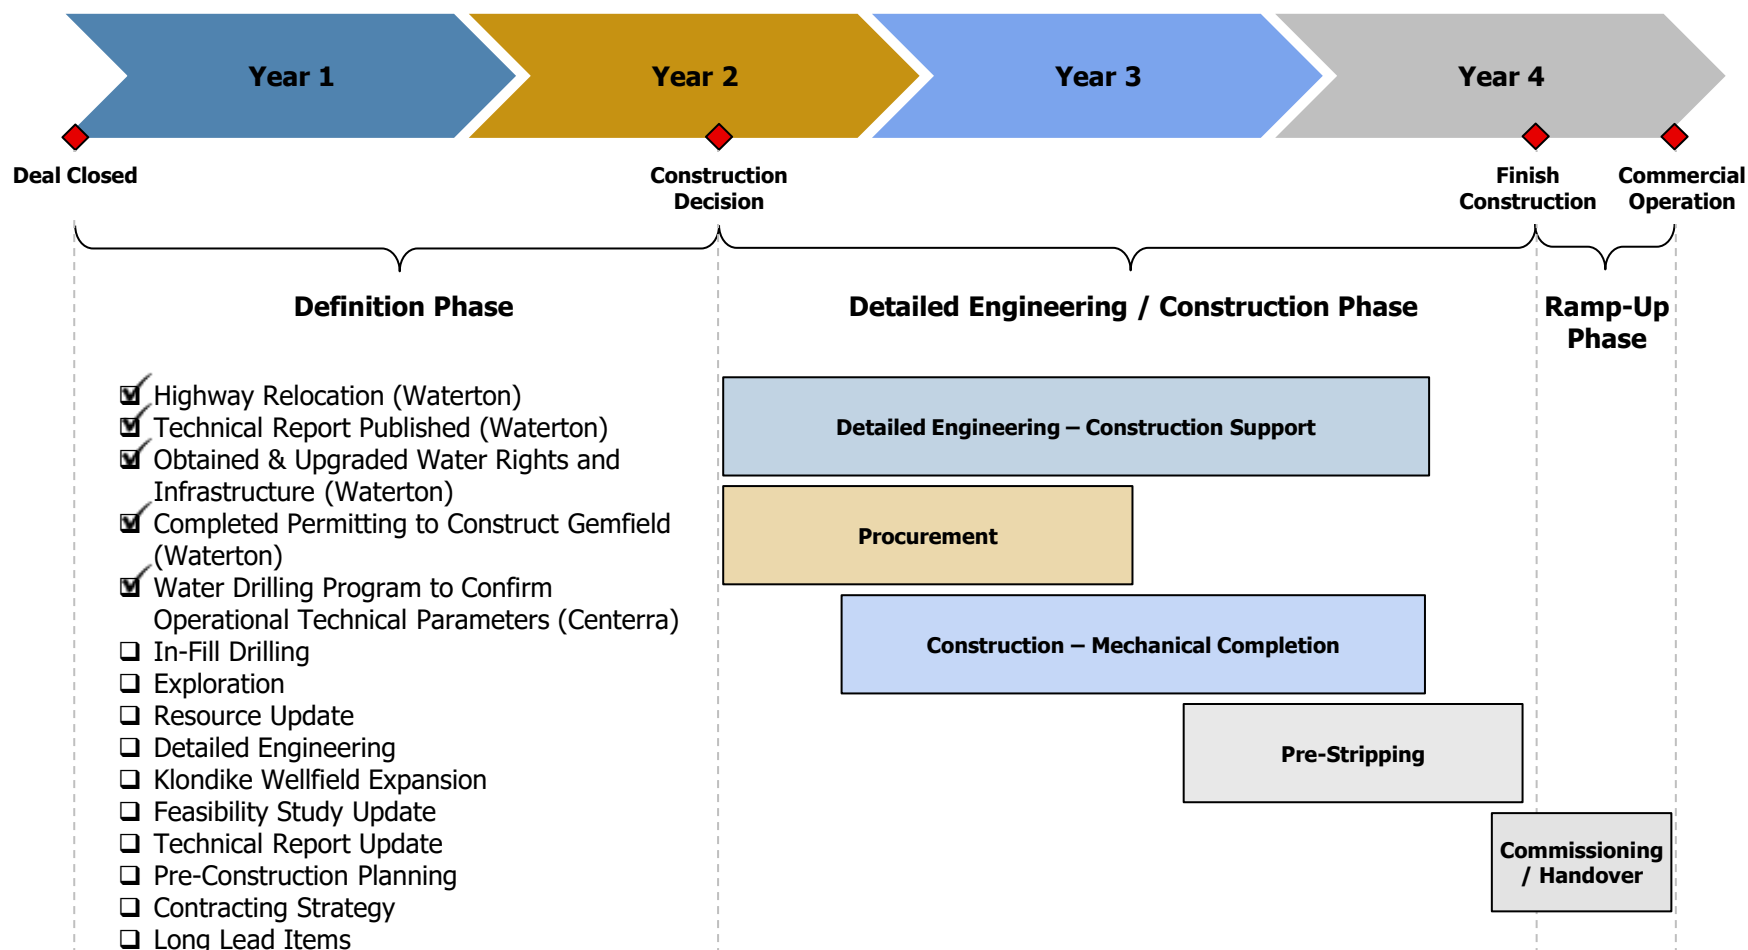 Year 1
Year 2
Year 3
Year 4
Deal Closed
Construction
Decision
Finish
Construction
Commercial
Operation
Definition Phase
Detailed Engineering / Construction Phase
Ramp-Up
Phase
Highway Relocation (Waterton)
Technical Report Published (Waterton)
Obtained & Upgraded Water Rights and
Infrastructure (Waterton)
Completed Permitting to Construct Gemfield
(Waterton)
Water Drilling Program to Confirm
Operational Technical Parameters (Centerra)
In-Fill Drilling
Exploration
Resource Update
Detailed Engineering
Klondike Wellfield Expansion
Feasibility Study Update
Technical Report Update
Pre-Construction Planning
Contracting Strategy
Long Lead Items
Detailed Engineering – Construction Support
Procurement
Construction – Mechanical Completion
Pre-Stripping
Commissioning
/ Handover